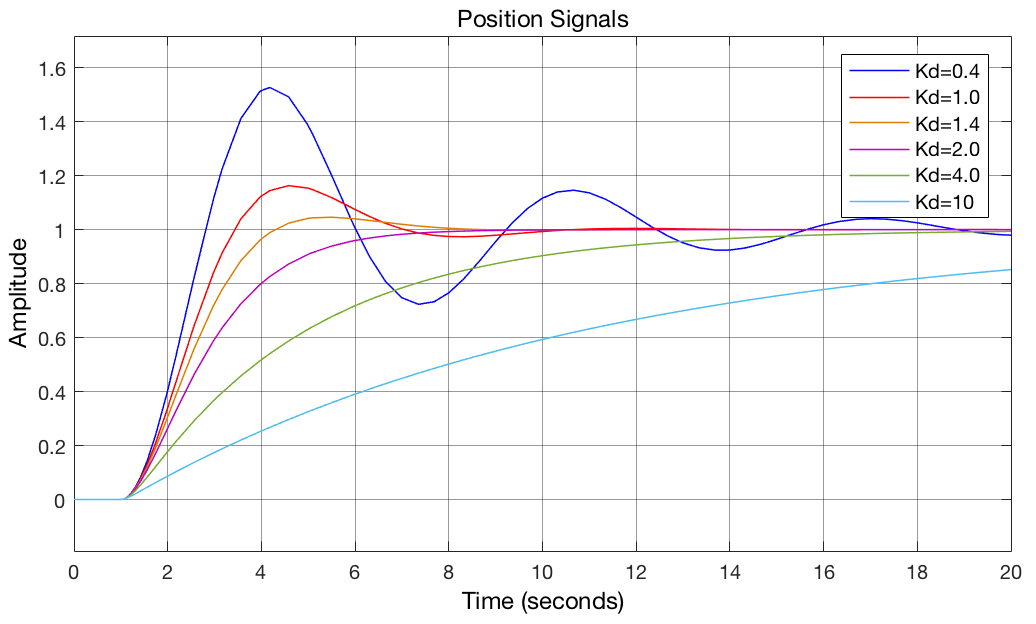 Position Signals
1.6
1.4
1.2
1
0.8
0.6
0.4
0.2
0
Amplitude
Kd=0.4
Kd=1.0
Kd=1.4
Kd=2.0
Kd=4.0
Kd=10
0 2 4 6 8 10 12 14 16 18 20
Time (seconds)